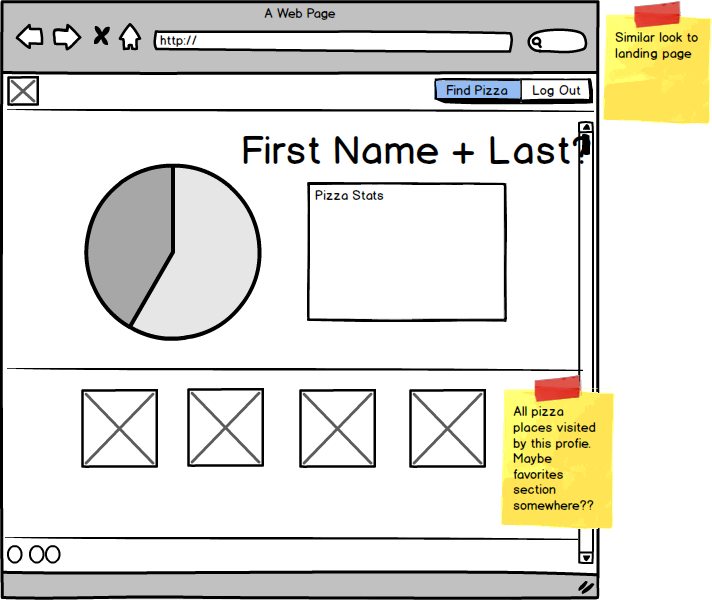 A Web Page
http://
Similar look to
landing page
Find Pizza
Log Out
First Name + Last?
Pizza Stats
All pizza
places visited
by this profie.
Maybe
favorites
section
somewhere??